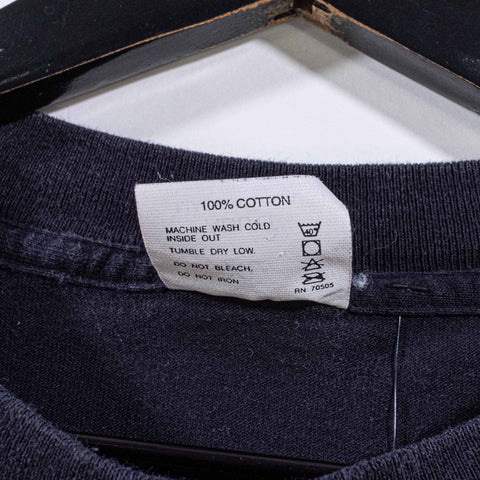 100% COTTON
MACHINE WASH COLD
INSIDE OUT
TUMBLE DRY LOW.
DO NOT BLEACH.
DO NOT IRON
40°
RN 70505